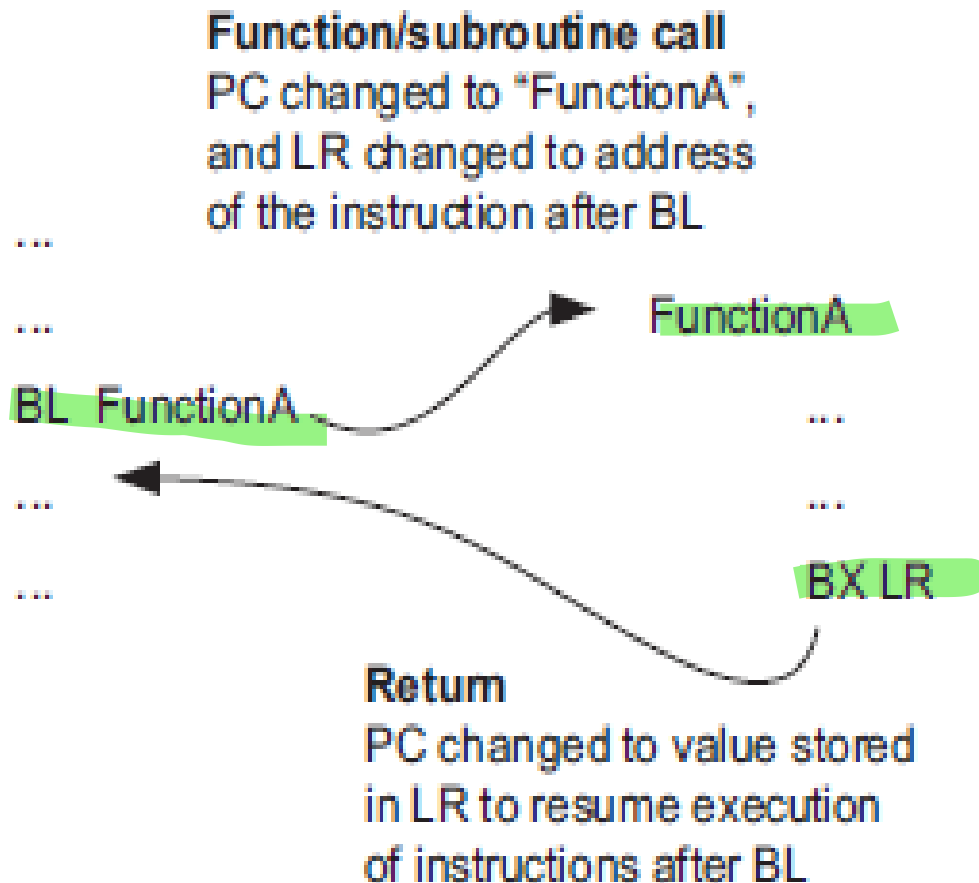 Function/subroutine call
PC changed to "FunctionA",
and LR changed to address
of the instruction after BL
...
...
FunctionA
BL FunctionA
...
...
...
...
BX LR
Return
PC changed to value stored
in LR to resume execution
of instructions after BL